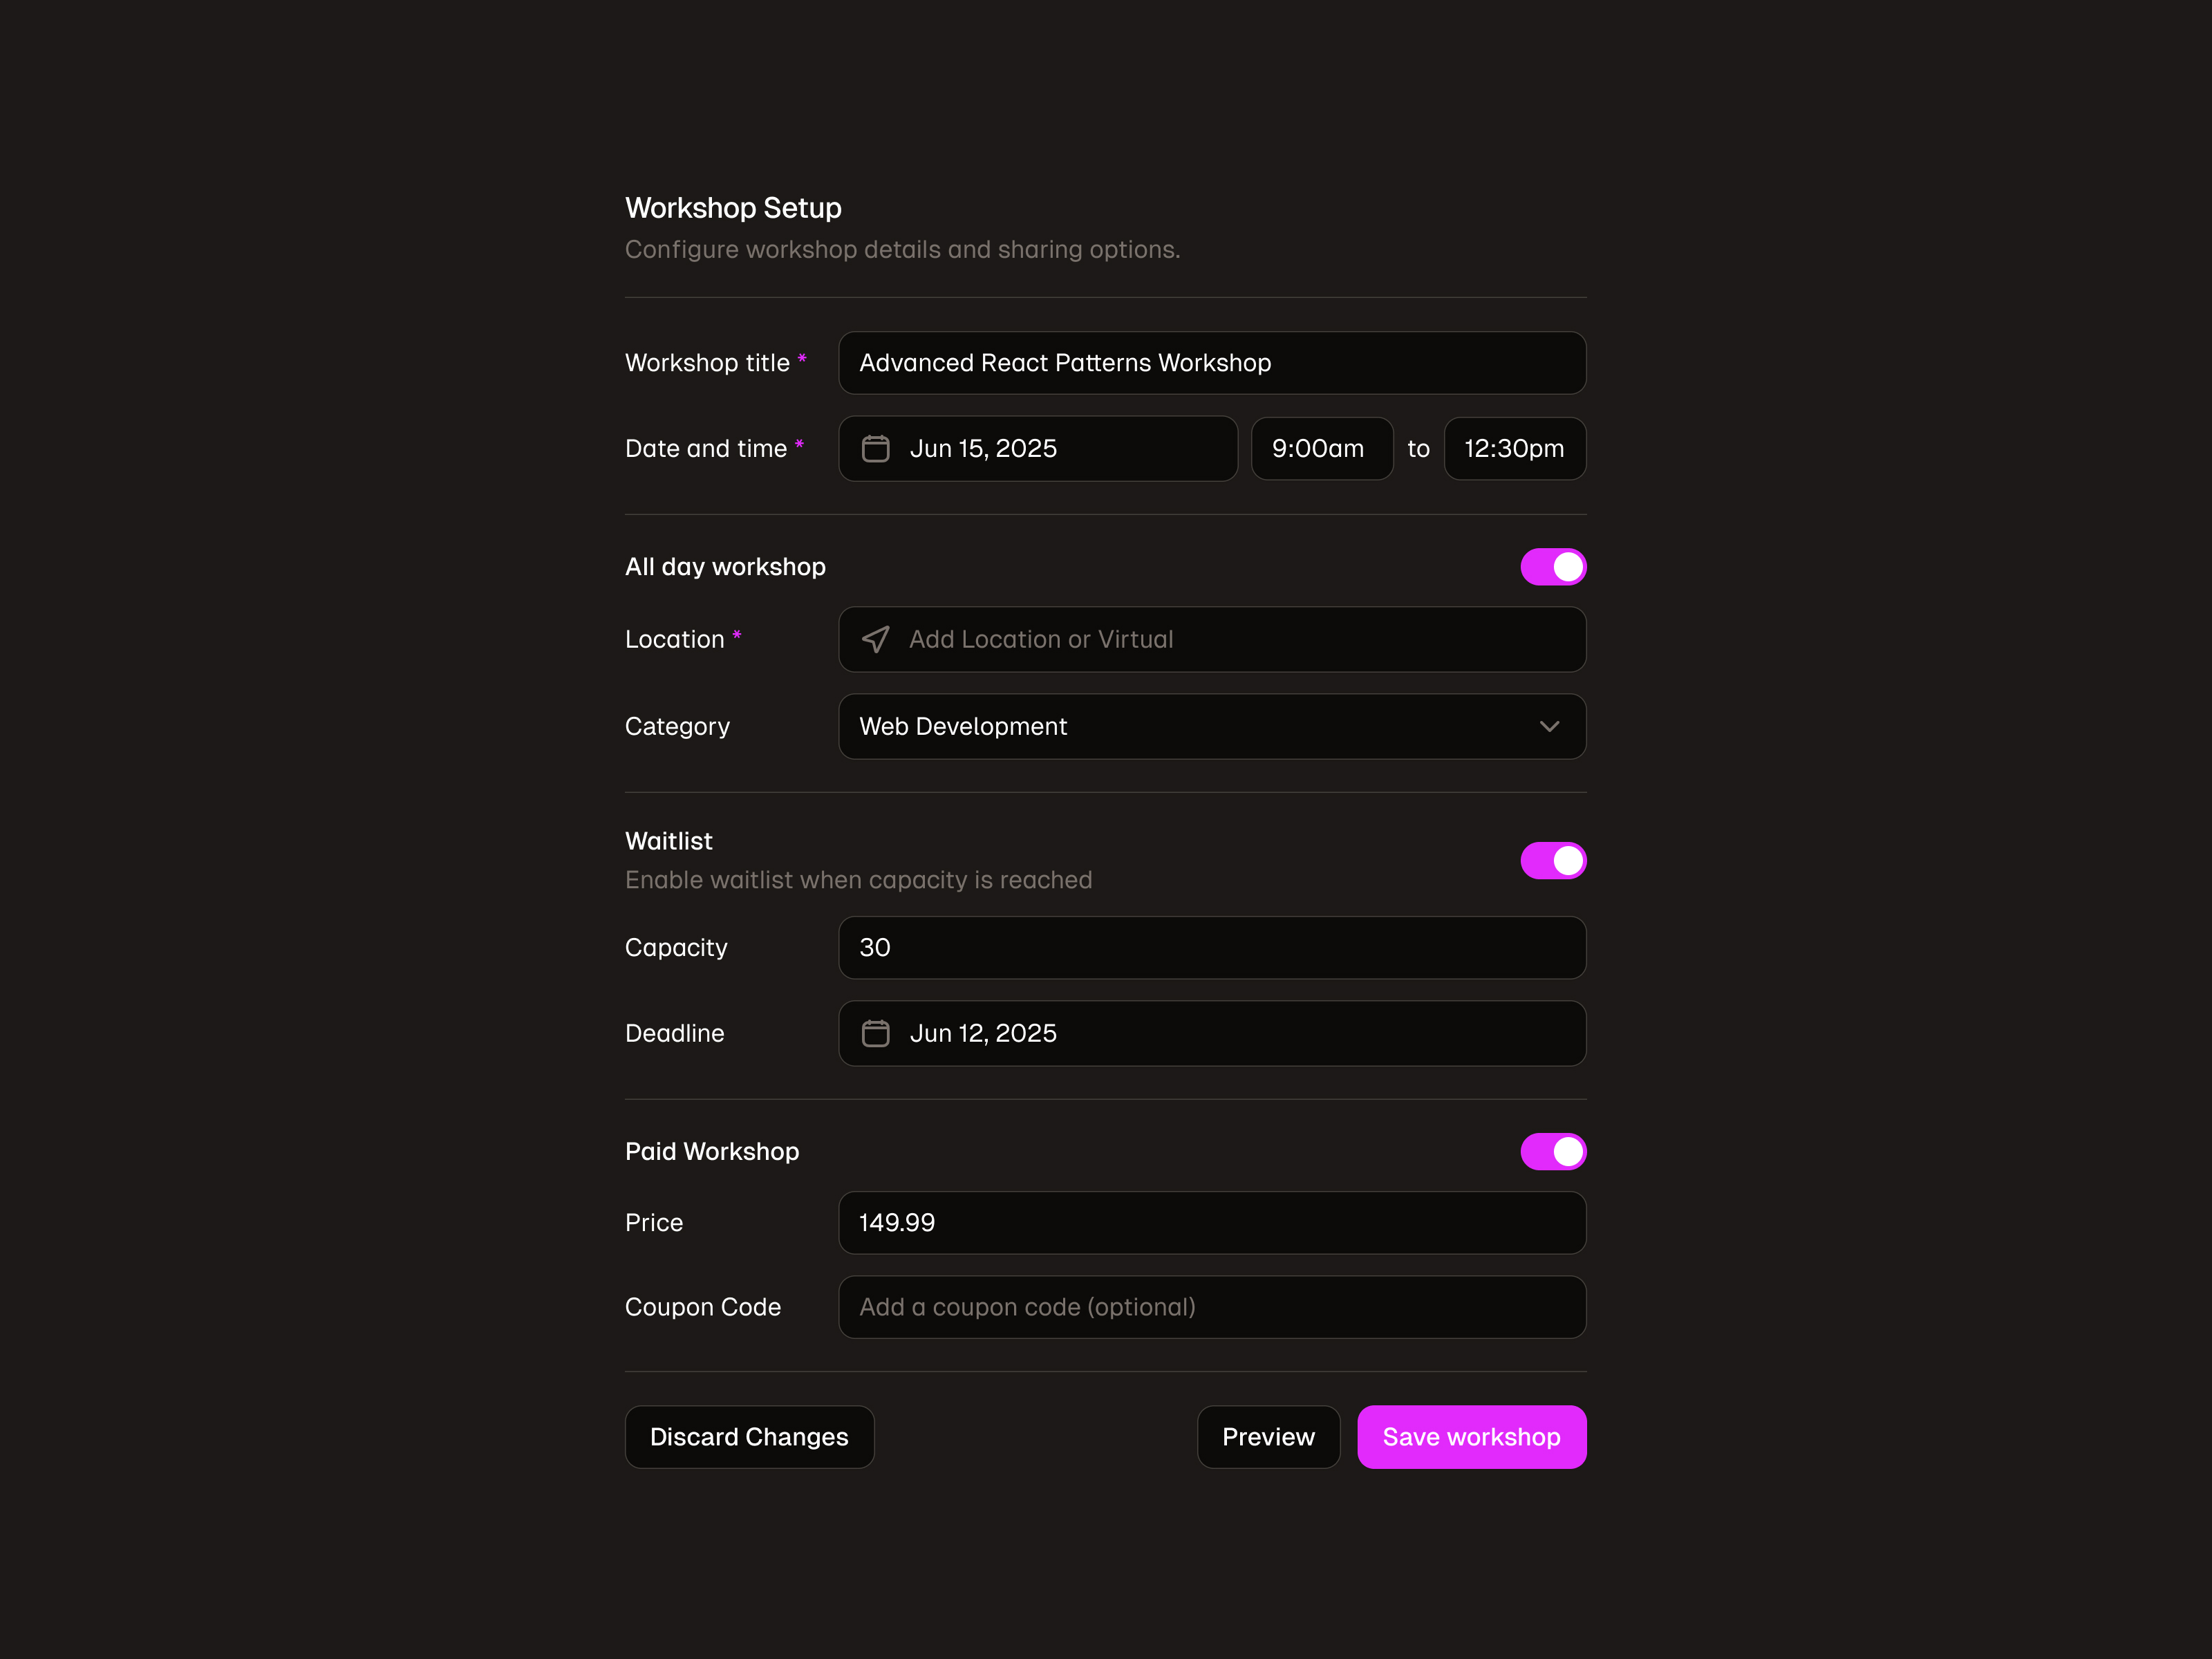 Workshop Setup
Configure workshop details and sharing options.
Workshop title * Advanced React Patterns Workshop
Date and time * Jun 15, 2025 9:00am to 12:30pm
All day workshop
Location * Add Location or Virtual
Category Web Development
Waitlist
Enable waitlist when capacity is reached
Capacity 30
Deadline Jun 12, 2025
Paid Workshop
Price 149.99
Coupon Code Add a coupon code (optional)
Discard Changes Preview Save workshop